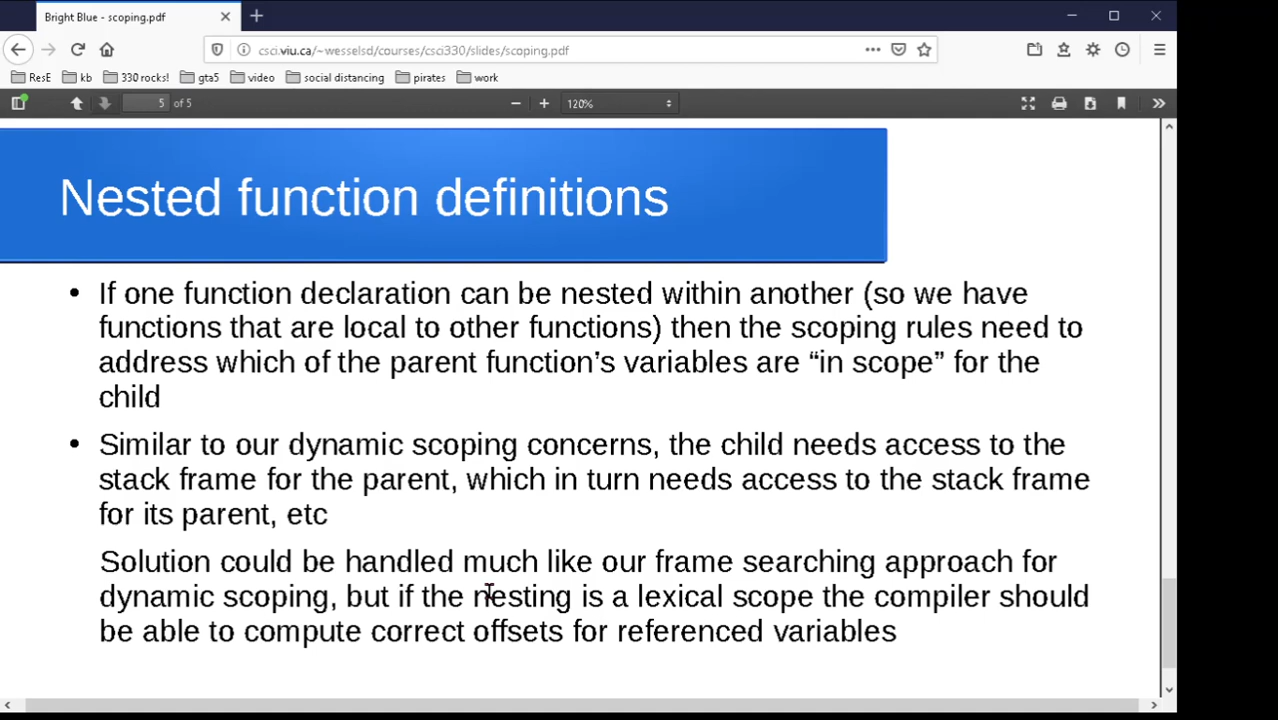 Bright Blue - scoping.pdf
csci.viu.ca/~wesselsd/courses/csci330/slides/scoping.pdf
ResE kb 330 rocks! gta5 video social distancing pirates work
5 of 5 120%
Nested function definitions
• If one function declaration can be nested within another (so we have
functions that are local to other functions) then the scoping rules need to
address which of the parent function’s variables are “in scope” for the
child
• Similar to our dynamic scoping concerns, the child needs access to the
stack frame for the parent, which in turn needs access to the stack frame
for its parent, etc
Solution could be handled much like our frame searching approach for
dynamic scoping, but if the nesting is a lexical scope the compiler should
be able to compute correct offsets for referenced variables